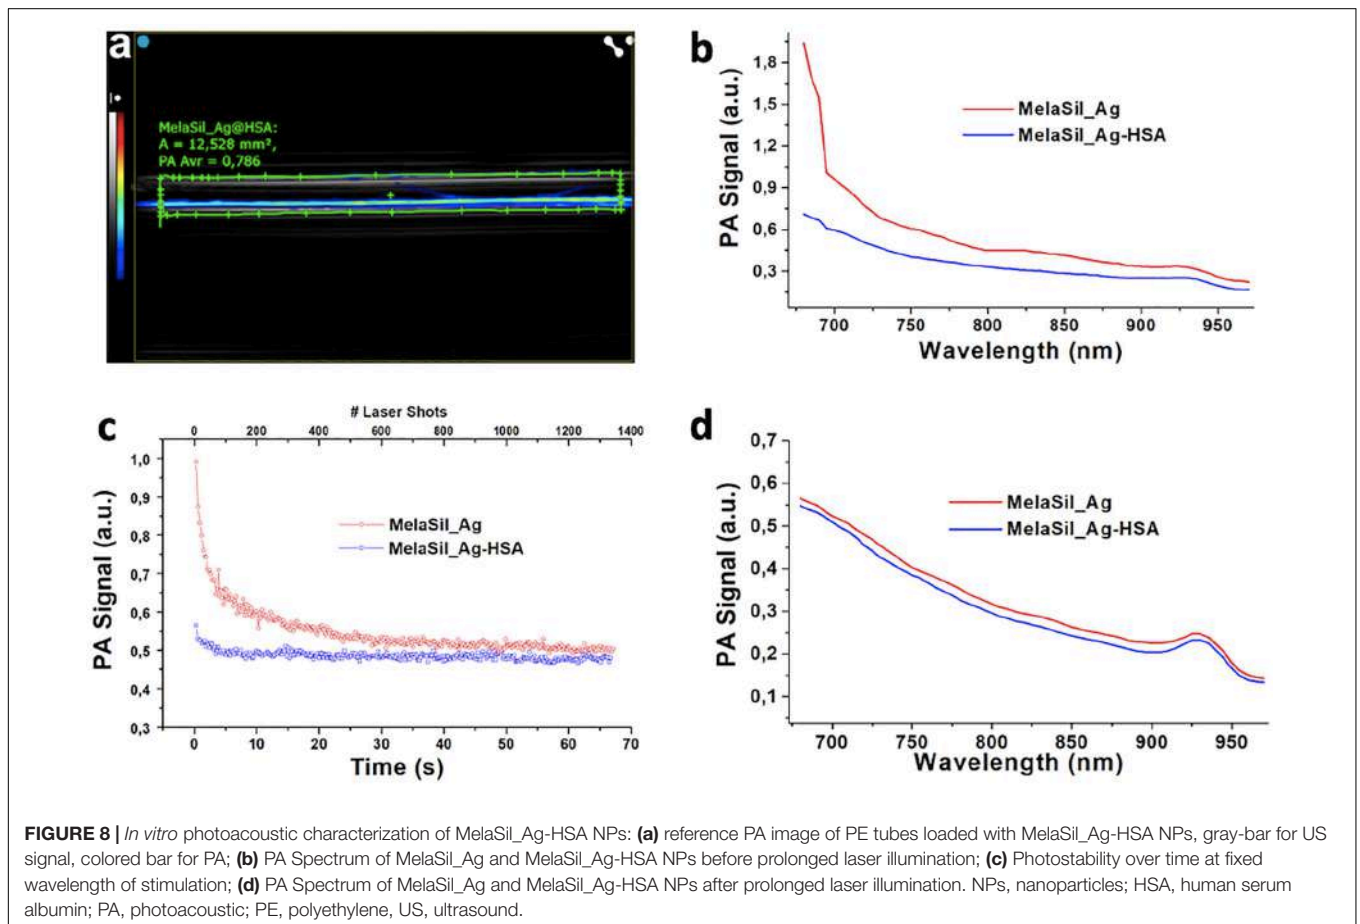 a
MelaSil_Ag@HSA:
A = 12,528 mm²,
PA Avr = 0,786
b
1,8
1,5
1,2
0,9
0,6
0,3
PA Signal (a.u.)
MelaSil_Ag
MelaSil_Ag-HSA
700 750 800 850 900 950
Wavelength (nm)
c
# Laser Shots
0 200 400 600 800 1000 1200 1400
1,0
0,9
0,8
0,7
0,6
0,5
0,4
0,3
PA Signal (a.u.)
MelaSil_Ag
MelaSil_Ag-HSA
0 10 20 30 40 50 60 70
Time (s)
d
0,7
0,6
0,5
0,4
0,3
0,2
0,1
PA Signal (a.u.)
MelaSil_Ag
MelaSil_Ag-HSA
700 750 800 850 900 950
Wavelength (nm)
FIGURE 8 | In vitro photoacoustic characterization of MelaSil_Ag-HSA NPs: (a) reference PA image of PE tubes loaded with MelaSil_Ag-HSA NPs, gray-bar for US
signal, colored bar for PA; (b) PA Spectrum of MelaSil_Ag and MelaSil_Ag-HSA NPs before prolonged laser illumination; (c) Photostability over time at fixed
wavelength of stimulation; (d) PA Spectrum of MelaSil_Ag and MelaSil_Ag-HSA NPs after prolonged laser illumination. NPs, nanoparticles; HSA, human serum
albumin; PA, photoacoustic; PE, polyethylene, US, ultrasound.